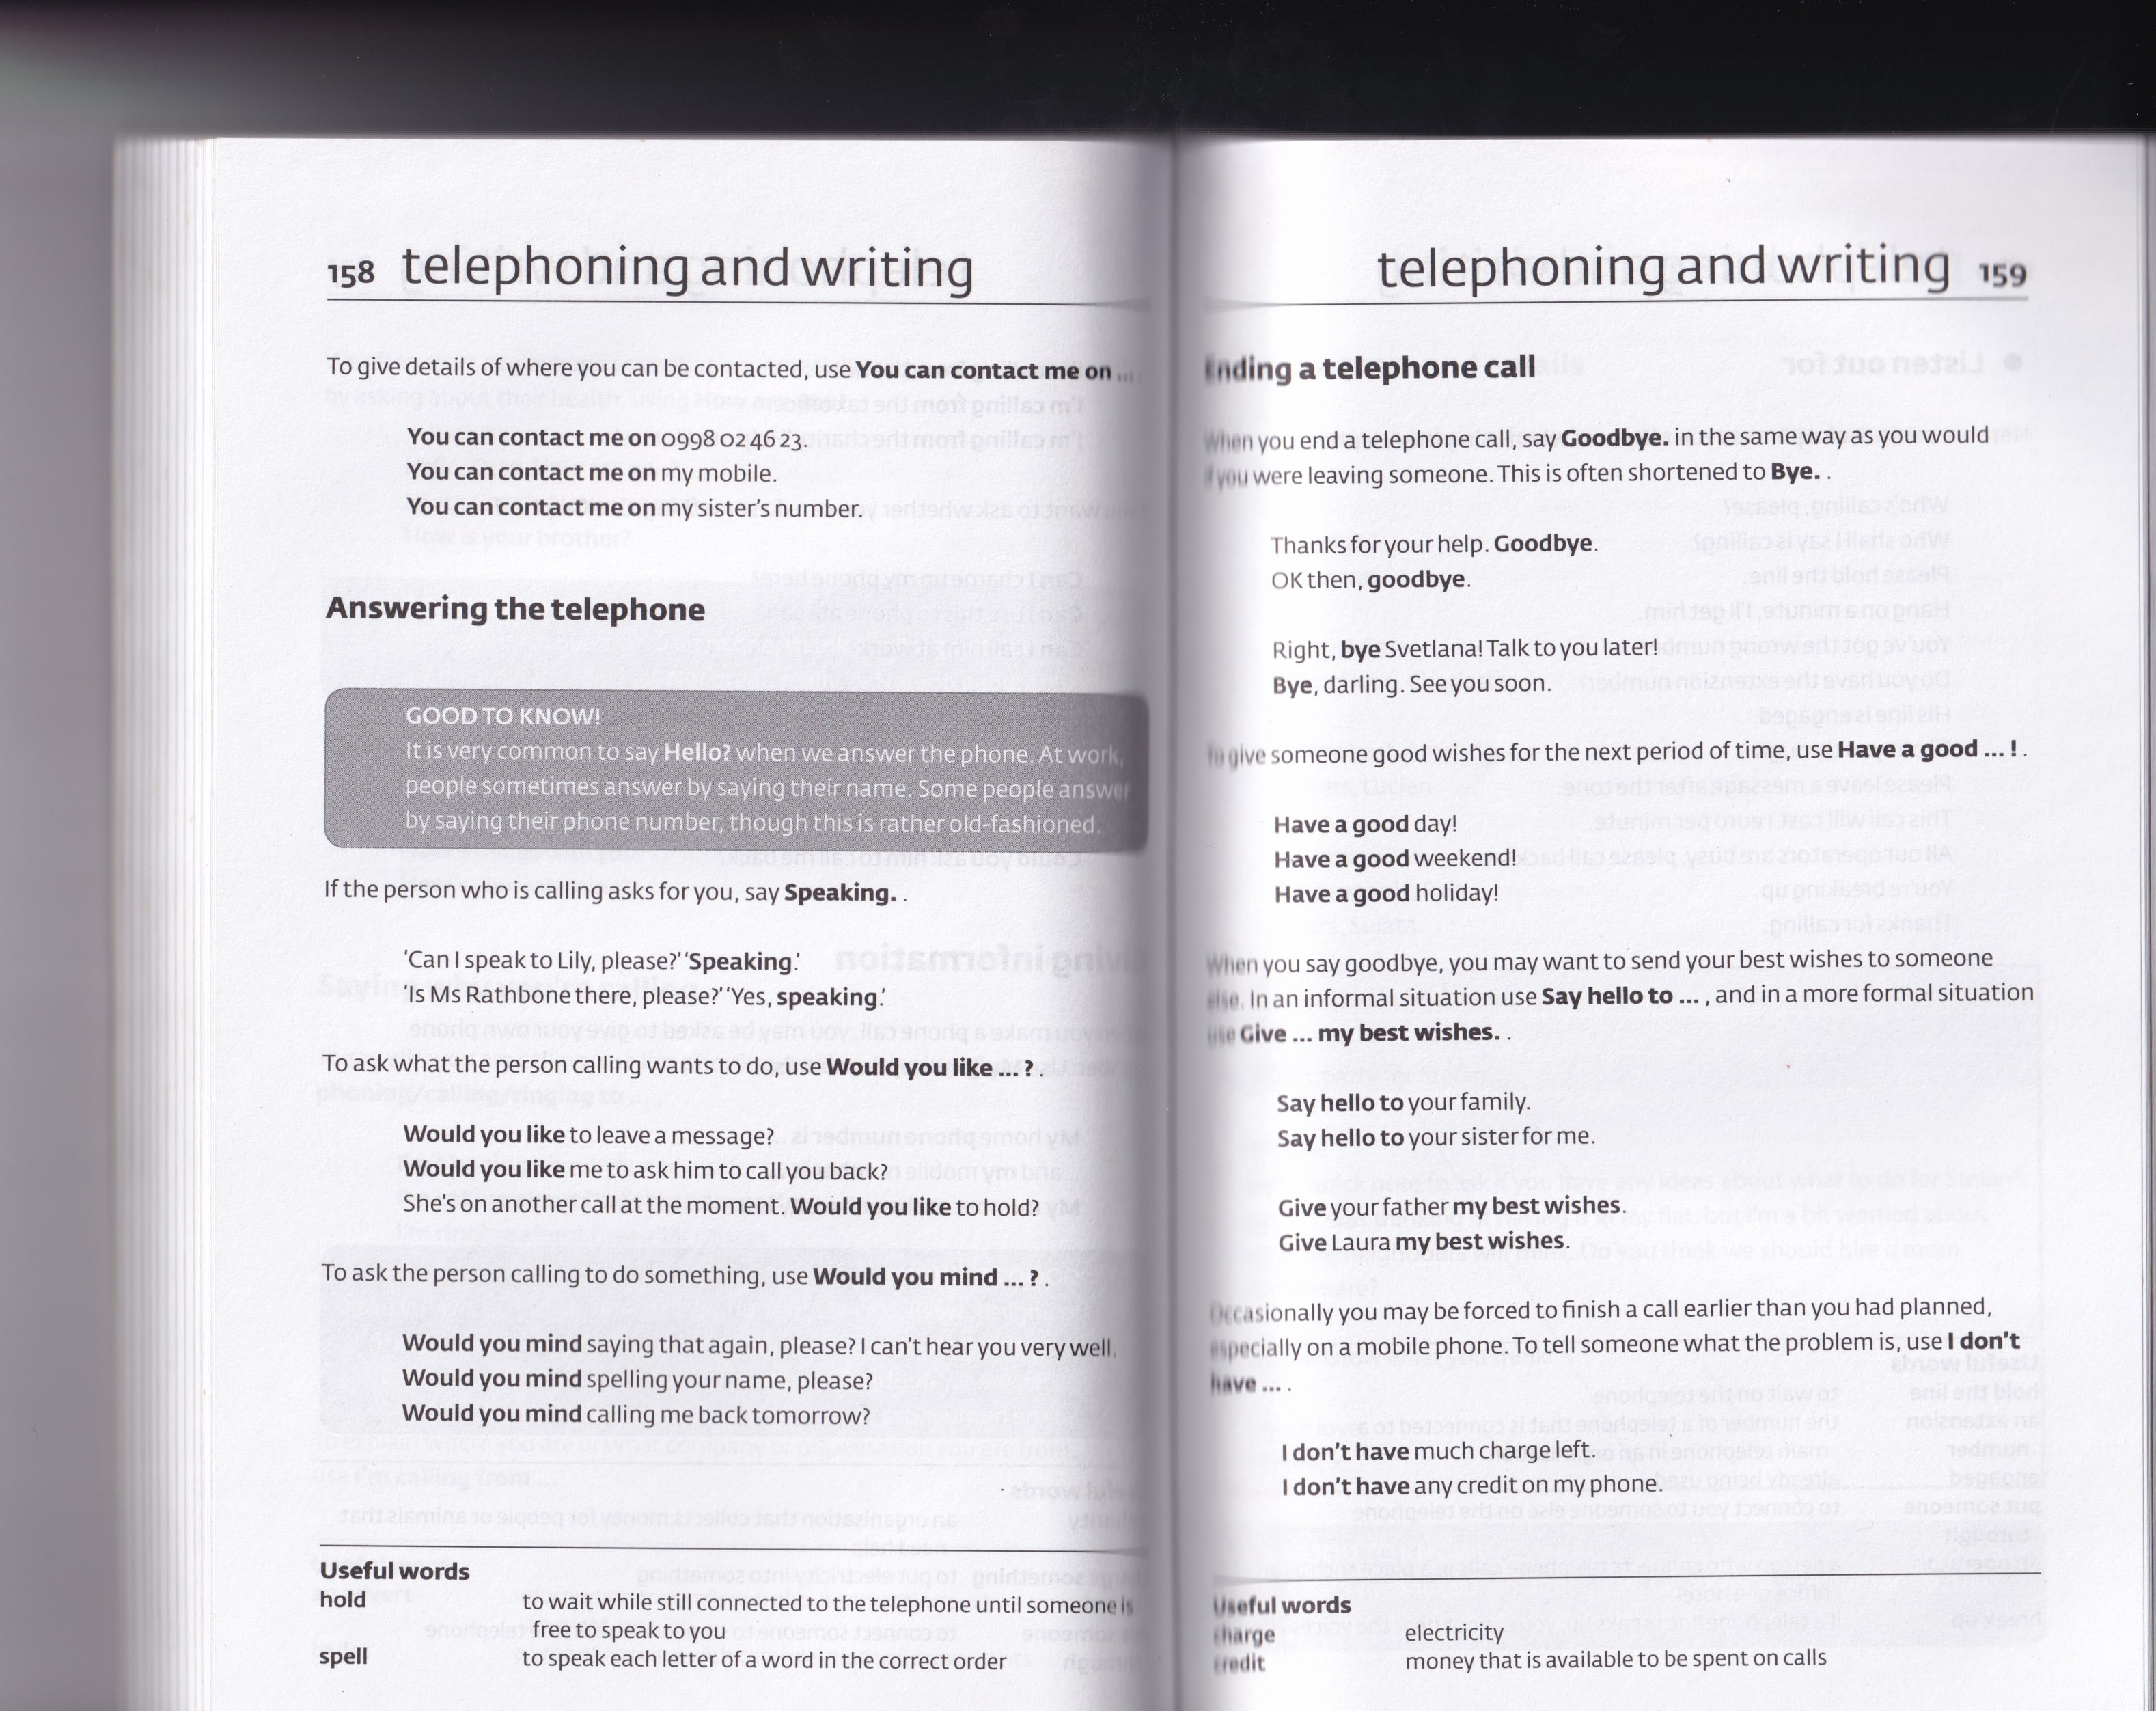 158 telephoning and writing
To give details of where you can be contacted, use You can contact me on ...
You can contact me on 0998 02 46 23.
You can contact me on my mobile.
You can contact me on my sister's number.
Answering the telephone
GOOD TO KNOW!
It is very common to say Hello? when we answer the phone. At work,
people sometimes answer by saying their name. Some people answer
by saying their phone number, though this is rather old-fashioned.
If the person who is calling asks for you, say Speaking. .
'Can I speak to Lily, please?' 'Speaking.'
'Is Ms Rathbone there, please?' 'Yes, speaking.'
To ask what the person calling wants to do, use Would you like ... ? .
Would you like to leave a message?
Would you like me to ask him to call you back?
She's on another call at the moment. Would you like to hold?
To ask the person calling to do something, use Would you mind ... ? .
Would you mind saying that again, please? I can't hear you very well.
Would you mind spelling your name, please?
Would you mind calling me back tomorrow?
Useful words
hold to wait while still connected to the telephone until someone is
free to speak to you
spell to speak each letter of a word in the correct order
telephoning and writing 159
Ending a telephone call
When you end a telephone call, say Goodbye. in the same way as you would
if you were leaving someone. This is often shortened to Bye. .
Thanks for your help. Goodbye.
OK then, goodbye.
Right, bye Svetlana! Talk to you later!
Bye, darling. See you soon.
To give someone good wishes for the next period of time, use Have a good ... ! .
Have a good day!
Have a good weekend!
Have a good holiday!
When you say goodbye, you may want to send your best wishes to someone
else. In an informal situation use Say hello to ... , and in a more formal situation
use Give ... my best wishes. .
Say hello to your family.
Say hello to your sister for me.
Give your father my best wishes.
Give Laura my best wishes.
Occasionally you may be forced to finish a call earlier than you had planned,
especially on a mobile phone. To tell someone what the problem is, use I don't
have ... .
I don't have much charge left.
I don't have any credit on my phone.
Useful words
charge electricity
credit money that is available to be spent on calls